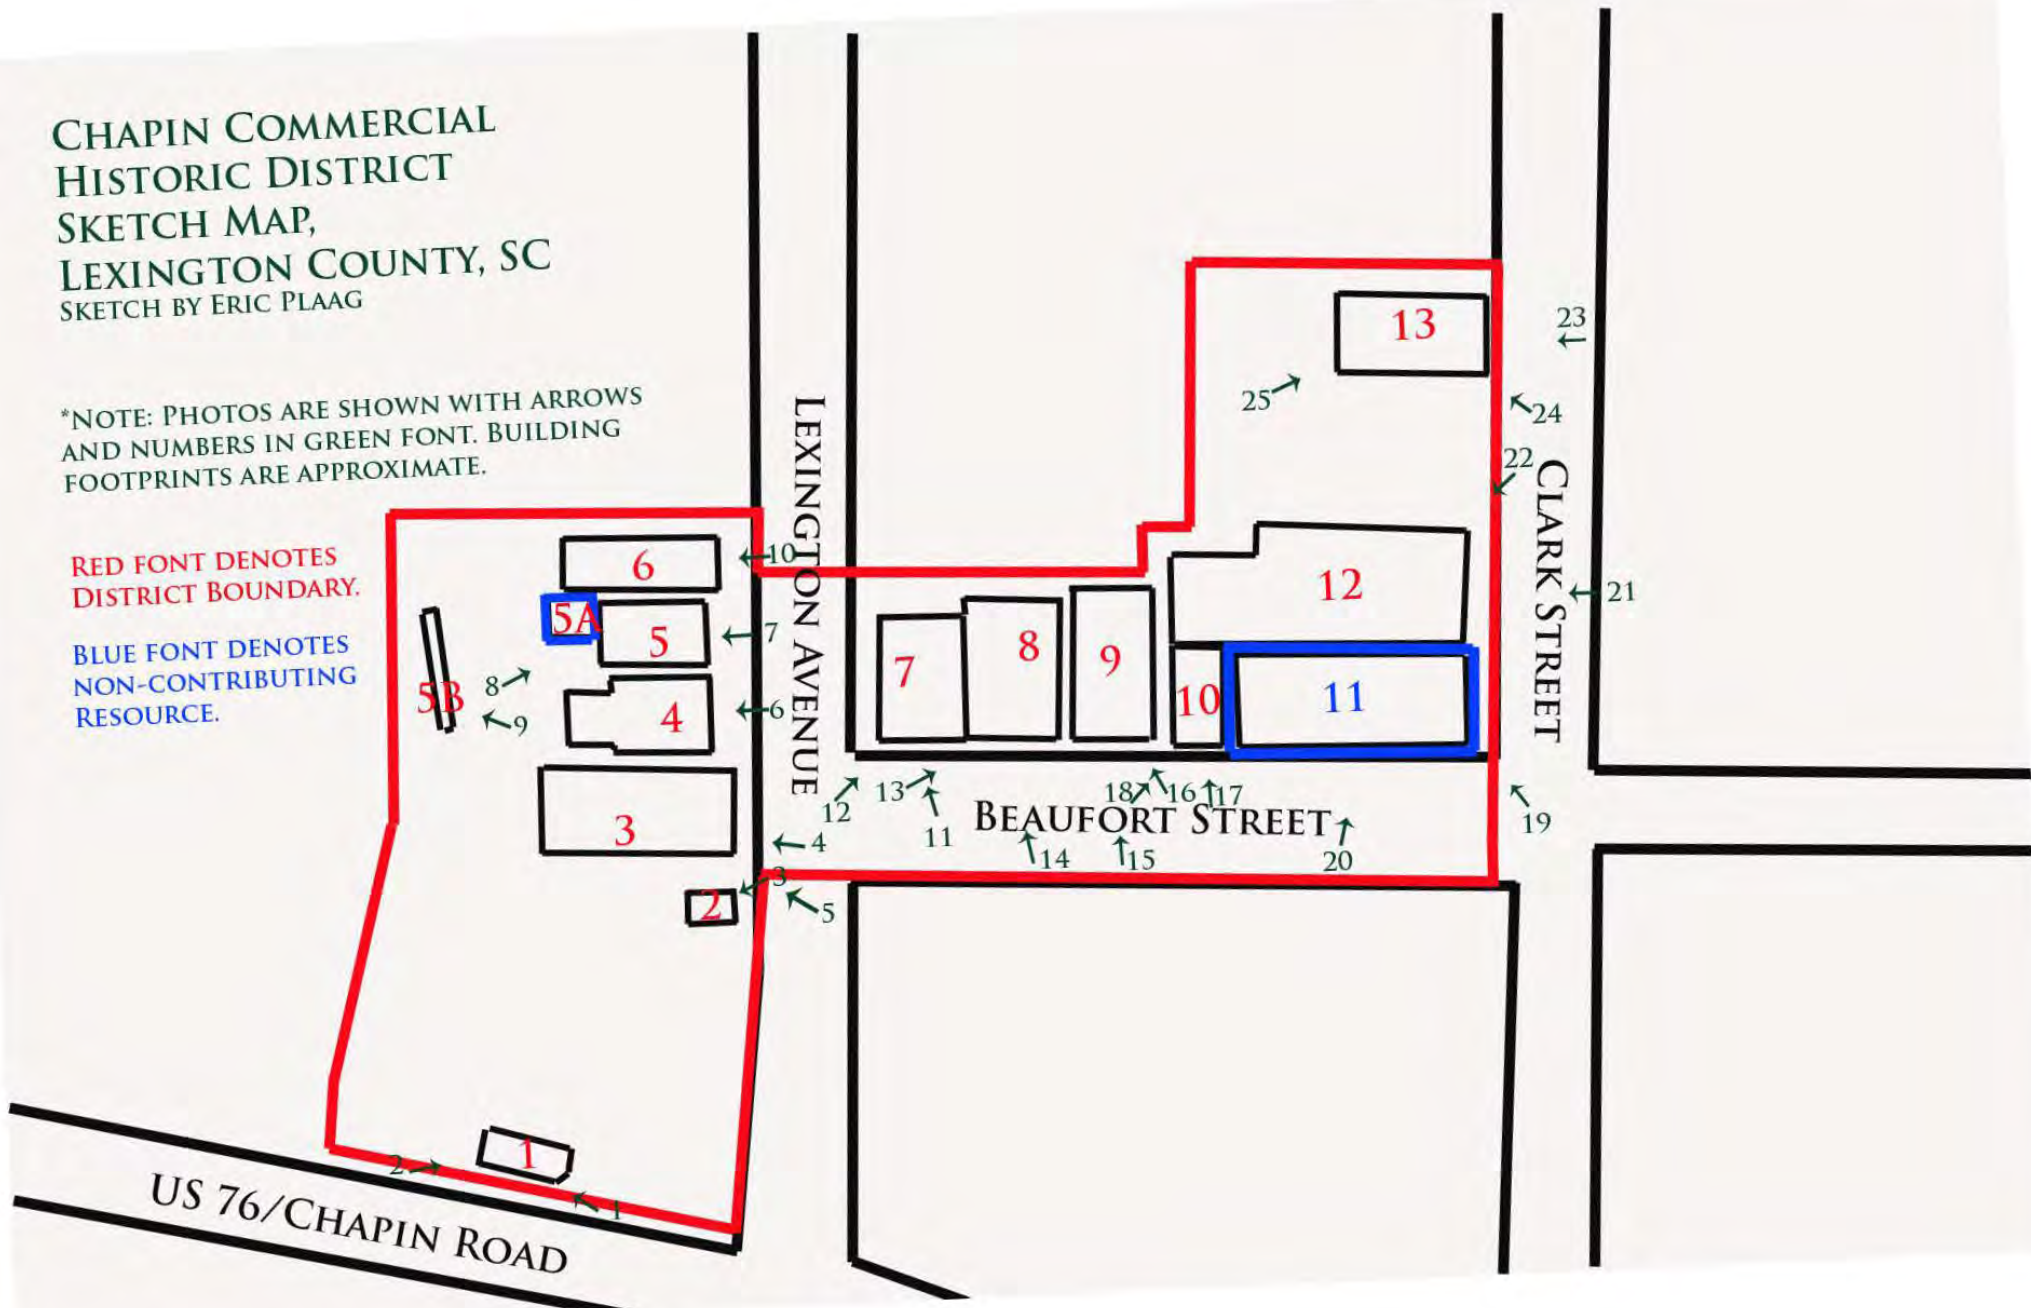 CHAPIN COMMERCIAL
HISTORIC DISTRICT
SKETCH MAP,
LEXINGTON COUNTY, SC
SKETCH BY ERIC PLAAG
*NOTE: PHOTOS ARE SHOWN WITH ARROWS
AND NUMBERS IN GREEN FONT. BUILDING
FOOTPRINTS ARE APPROXIMATE.
RED FONT DENOTES
DISTRICT BOUNDARY.
BLUE FONT DENOTES
NON-CONTRIBUTING
RESOURCE.
13
23
25
24
22
LEXINGTON AVENUE
CLARK STREET
6
10
5A
5
7
12
21
5B
8
9
4
6
7
8
9
10
11
3
4
12
13
11
18
16
17
BEAUFORT STREET
14
15
20
19
2
3
5
1
2
1
US 76/CHAPIN ROAD